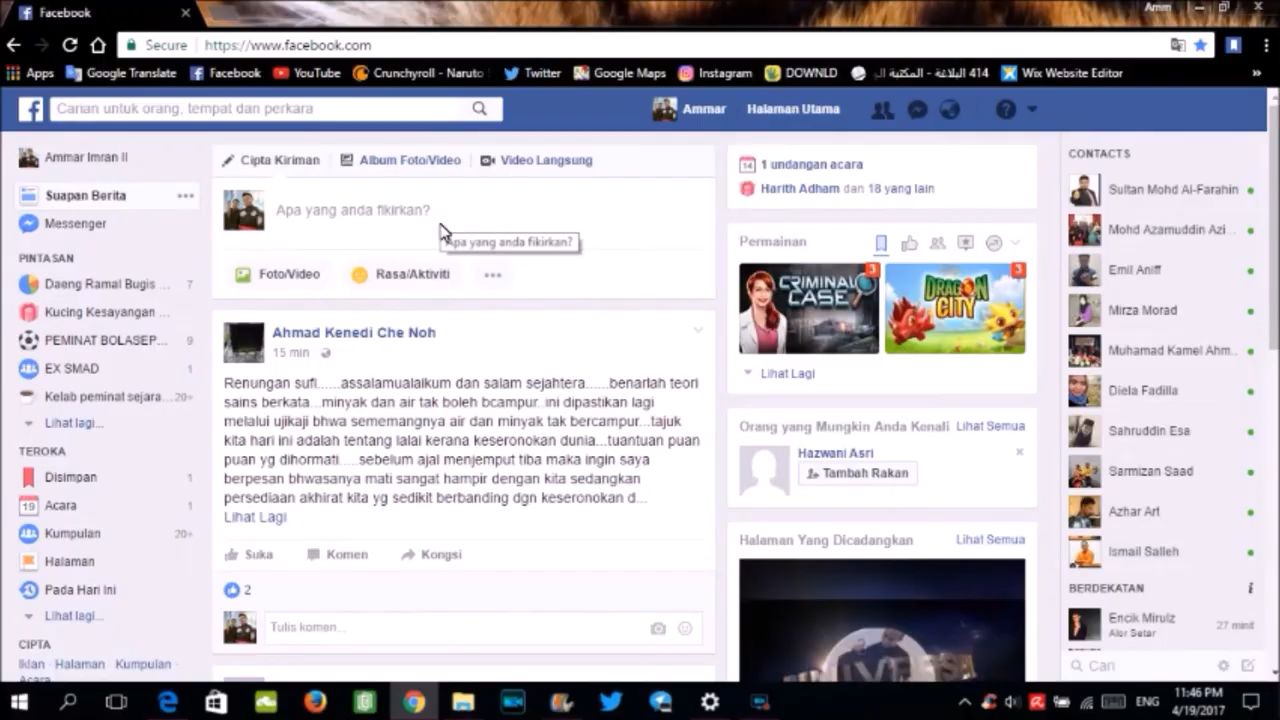 Facebook
Amm
Secure https://www.facebook.com
Apps Google Translate Facebook YouTube Crunchyroll - Naruto Twitter Google Maps Instagram DOWNLD 414 البلاغة - المكتبة ال Wix Website Editor »
Carian untuk orang, tempat dan perkara
Ammar Halaman Utama
Ammar Imran II
Suapan Berita
Messenger
PINTASAN
Daeng Ramal Bugis ... 7
Kucing Kesayangan ...
PEMINAT BOLASEP... 9
EX SMAD 1
Kelab peminat sejara... 20+
Lihat lagi...
TEROKA
Disimpan 1
19 Acara 1
Kumpulan 20+
Halaman
Pada Hari Ini
Lihat lagi...
CIPTA
Iklan · Halaman · Kumpulan ·
Acara
Cipta Kiriman Album Foto/Video Video Langsung
Apa yang anda fikirkan?
Apa yang anda fikirkan?
Foto/Video Rasa/Aktiviti
Ahmad Kenedi Che Noh
15 min
Renungan sufi......assalamualaikum dan salam sejahtera......benarlah teori
sains berkata...minyak dan air tak boleh bcampur..ini dipastikan lagi
melalui ujikaji bhwa sememangnya air dan minyak tak bercampur...tajuk
kita hari ini adalah tentang lalai kerana keseronokan dunia...tuantuan puan
puan yg dihormati.....sebelum ajal menjemput tiba maka ingin saya
berpesan bhwasanya mati sangat hampir dengan kita sedangkan
persediaan akhirat kita yg sedikit berbanding dgn keseronokan d...
Lihat Lagi
Suka Komen Kongsi
2
Tulis komen...
14 1 undangan acara
Harith Adham dan 18 yang lain
Permainan
CRIMINAL CASE 3
DRAGON CITY 3
Lihat Lagi
Orang yang Mungkin Anda Kenali Lihat Semua
Hazwani Asri
Tambah Rakan
Halaman Yang Dicadangkan Lihat Semua
CONTACTS
Sultan Mohd Al-Farahin
Mohd Azamuddin Azi...
Emil Aniff
Mirza Morad
Muhamad Kamel Ahm..
Diela Fadilla
Sahruddin Esa
Sarmizan Saad
Azhar Art
Ismail Salleh
BERDEKATAN
Encik Mirulz 27 minit
Alor Setar
Cari
ENG
11:46 PM
4/19/2017